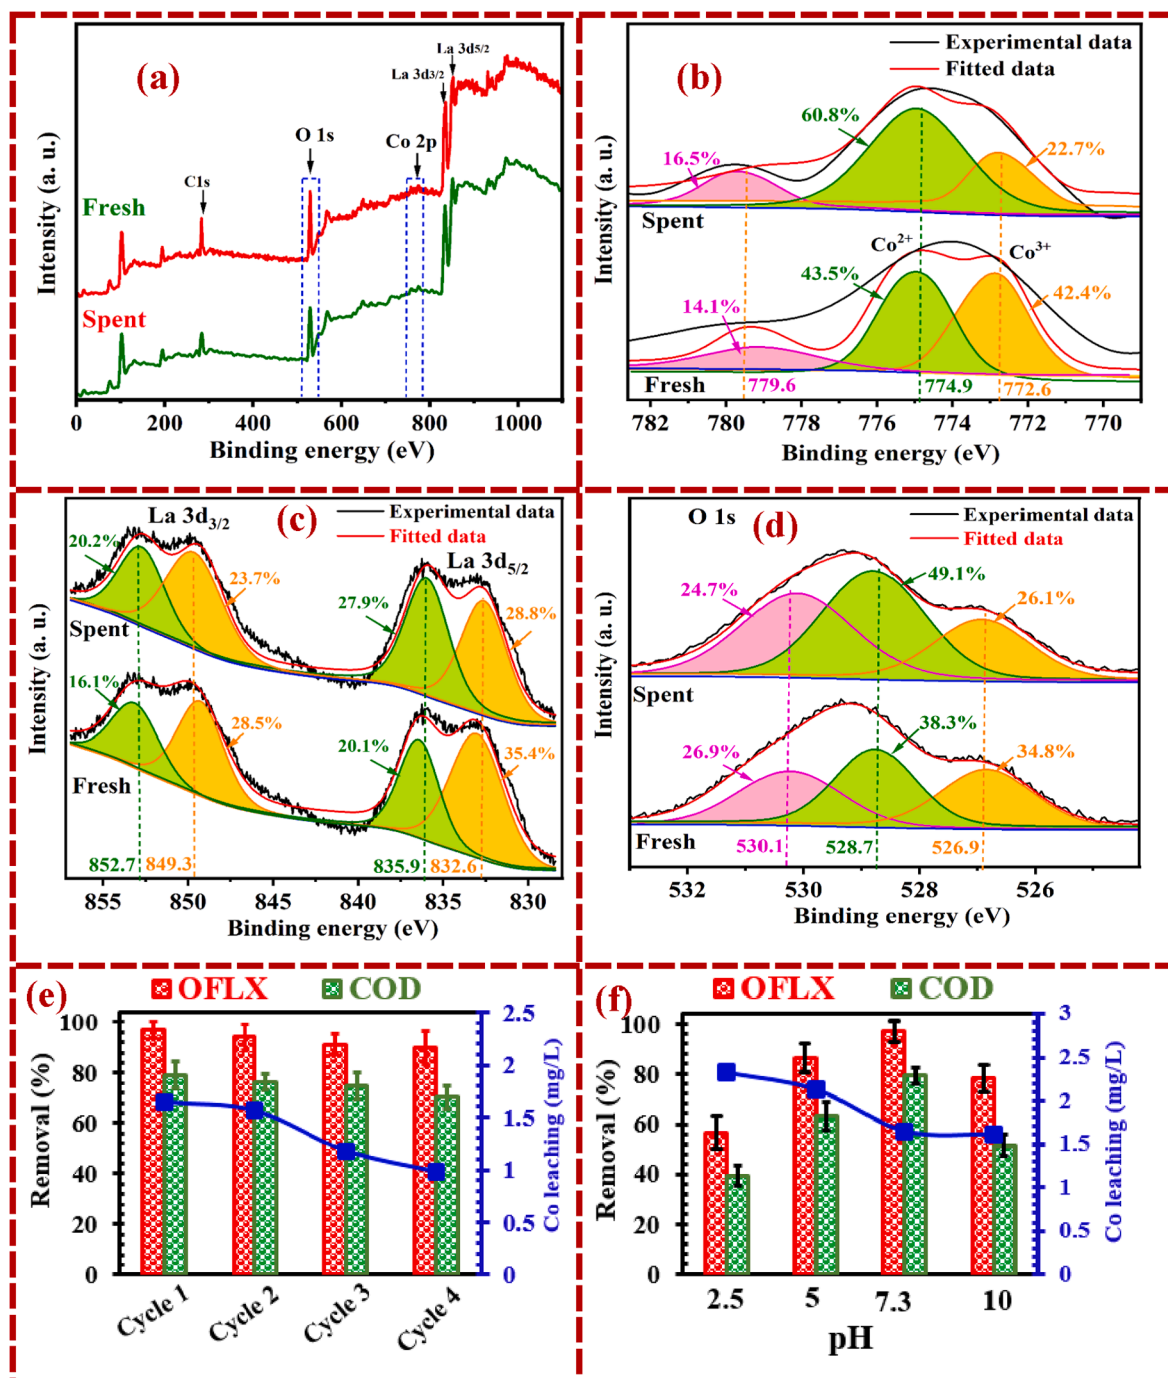 (a)
La 3d5/2
La 3d3/2
O 1s
Co 2p
C1s
Fresh
Spent
Intensity (a. u.)
0 200 400 600 800 1000
Binding energy (eV)
(b)
Experimental data
Fitted data
60.8%
16.5%
22.7%
Spent
Co2+
Co3+
43.5%
14.1%
42.4%
Fresh
779.6 774.9 772.6
Intensity (a. u.)
782 780 778 776 774 772 770
Binding energy (eV)
(c)
La 3d3/2
Experimental data
Fitted data
La 3d5/2
20.2%
23.7%
27.9%
28.8%
Spent
16.1%
28.5%
20.1%
35.4%
Fresh
852.7 849.3 835.9 832.6
Intensity (a. u.)
855 850 845 840 835 830
Binding energy (eV)
O 1s
(d)
Experimental data
Fitted data
24.7%
49.1%
26.1%
Spent
26.9%
38.3%
34.8%
Fresh
530.1 528.7 526.9
Intensity (a. u.)
532 530 528 526
Binding energy (eV)
(e)
OFLX COD
Removal (%)
100
80
60
40
20
0
2.5
2
1.5
1
0.5
0
Co leaching (mg/L)
Cycle 1 Cycle 2 Cycle 3 Cycle 4
(f)
OFLX COD
Removal (%)
100
80
60
40
20
0
3
2.5
2
1.5
1
0.5
0
Co leaching (mg/L)
2.5 5 7.3 10
pH